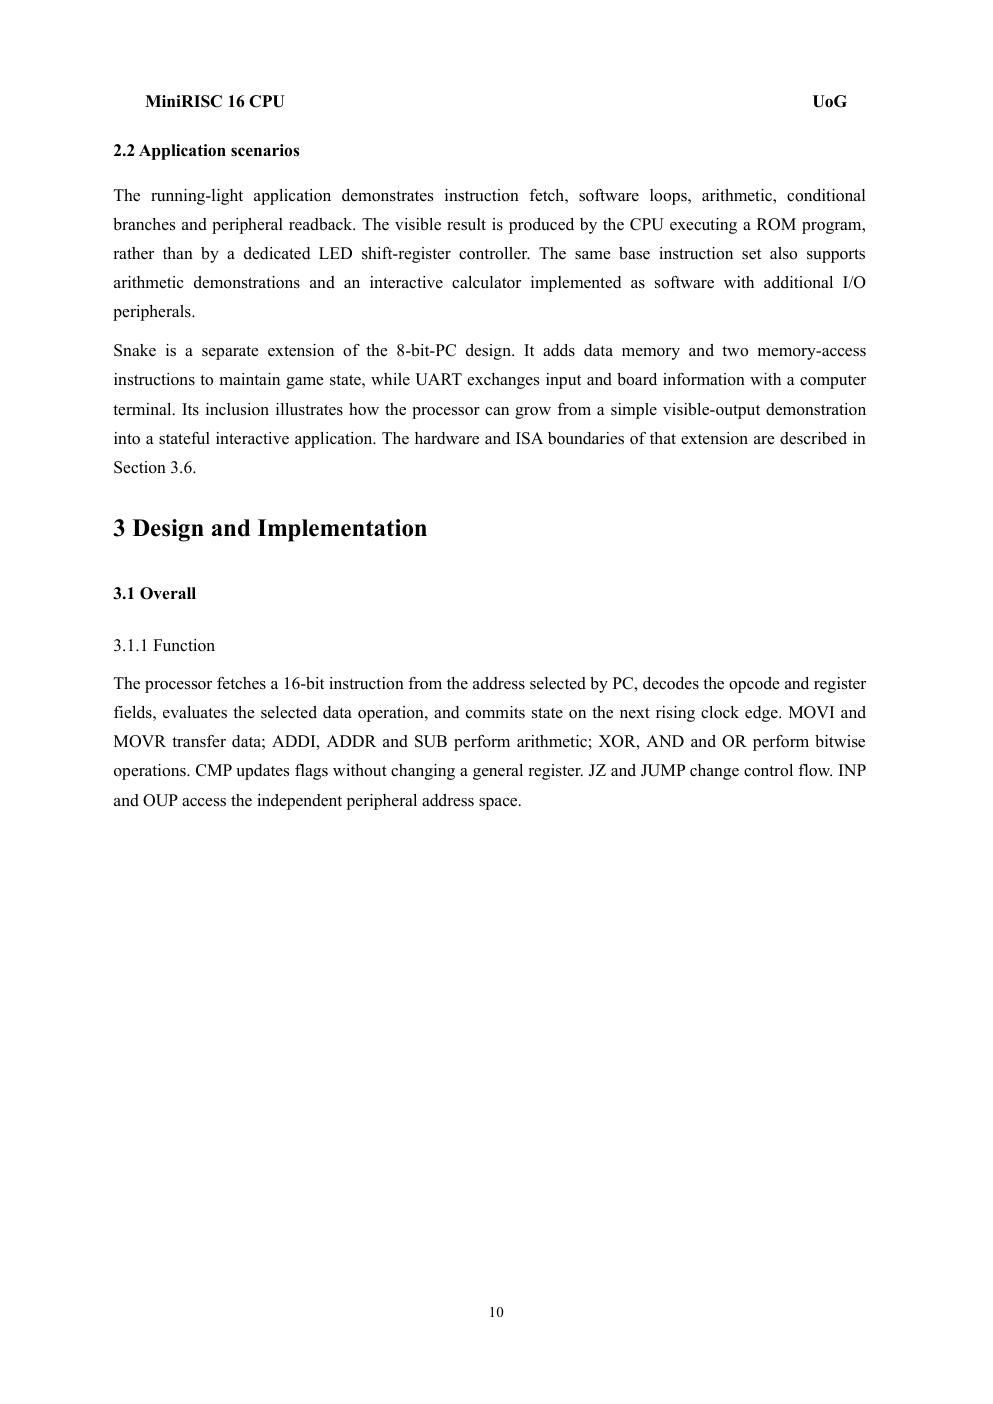 MiniRISC 16 CPU UoG
2.2 Application scenarios
The running-light application demonstrates instruction fetch, software loops, arithmetic, conditional
branches and peripheral readback. The visible result is produced by the CPU executing a ROM program,
rather than by a dedicated LED shift-register controller. The same base instruction set also supports
arithmetic demonstrations and an interactive calculator implemented as software with additional I/O
peripherals.
Snake is a separate extension of the 8-bit-PC design. It adds data memory and two memory-access
instructions to maintain game state, while UART exchanges input and board information with a computer
terminal. Its inclusion illustrates how the processor can grow from a simple visible-output demonstration
into a stateful interactive application. The hardware and ISA boundaries of that extension are described in
Section 3.6.
3 Design and Implementation
3.1 Overall
3.1.1 Function
The processor fetches a 16-bit instruction from the address selected by PC, decodes the opcode and register
fields, evaluates the selected data operation, and commits state on the next rising clock edge. MOVI and
MOVR transfer data; ADDI, ADDR and SUB perform arithmetic; XOR, AND and OR perform bitwise
operations. CMP updates flags without changing a general register. JZ and JUMP change control flow. INP
and OUP access the independent peripheral address space.
10